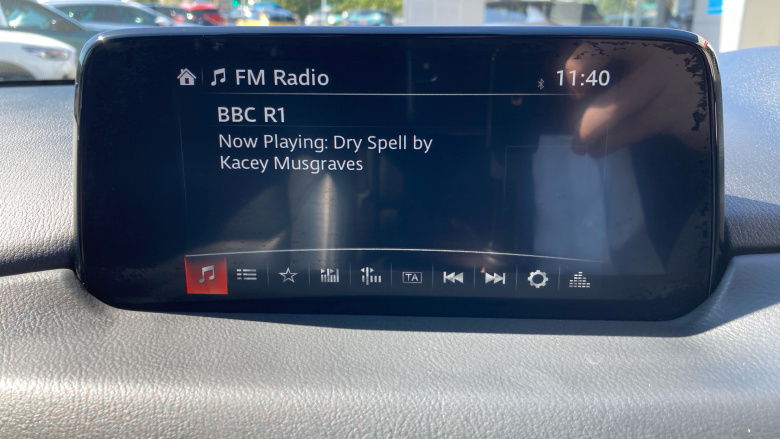 FM Radio 11:40
BBC R1
Now Playing: Dry Spell by
Kacey Musgraves
TA